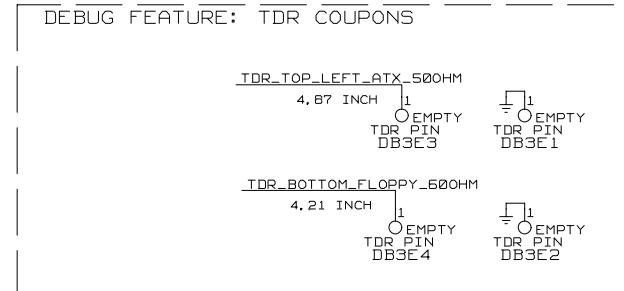 DEBUG FEATURE: TDR COUPONS
TDR_TOP_LEFT_ATX_50OHM
4.87 INCH
1
EMPTY
TDR PIN
DB3E3
1
EMPTY
TDR PIN
DB3E1
TDR_BOTTOM_FLOPPY_60OHM
4.21 INCH
1
EMPTY
TDR PIN
DB3E4
1
EMPTY
TDR PIN
DB3E2